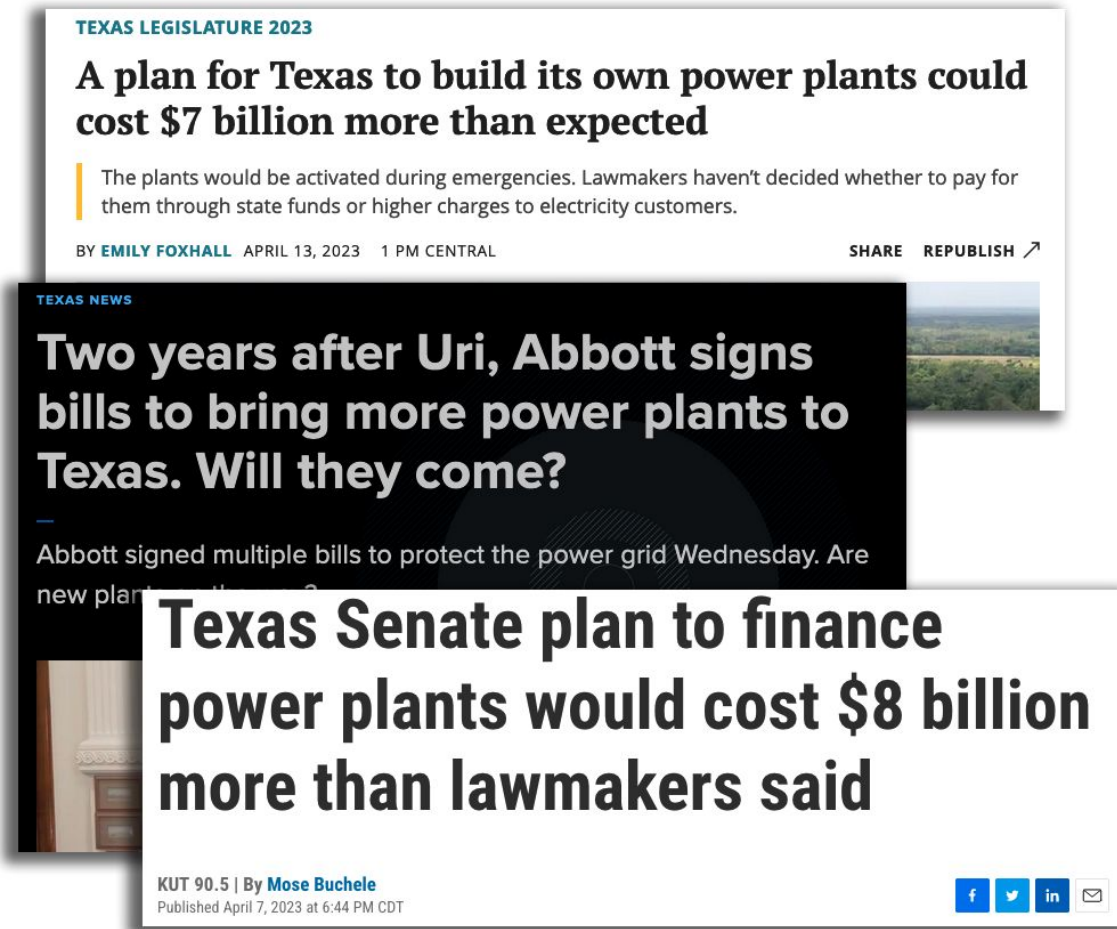 TEXAS LEGISLATURE 2023
A plan for Texas to build its own power plants could
cost $7 billion more than expected
The plants would be activated during emergencies. Lawmakers haven’t decided whether to pay for
them through state funds or higher charges to electricity customers.
BY EMILY FOXHALL APRIL 13, 2023 1 PM CENTRAL SHARE REPUBLISH
TEXAS NEWS
Two years after Uri, Abbott signs
bills to bring more power plants to
Texas. Will they come?
Abbott signed multiple bills to protect the power grid Wednesday. Are
new
Texas Senate plan to finance
power plants would cost $8 billion
more than lawmakers said
KUT 90.5 | By Mose Buchele
Published April 7, 2023 at 6:44 PM CDT